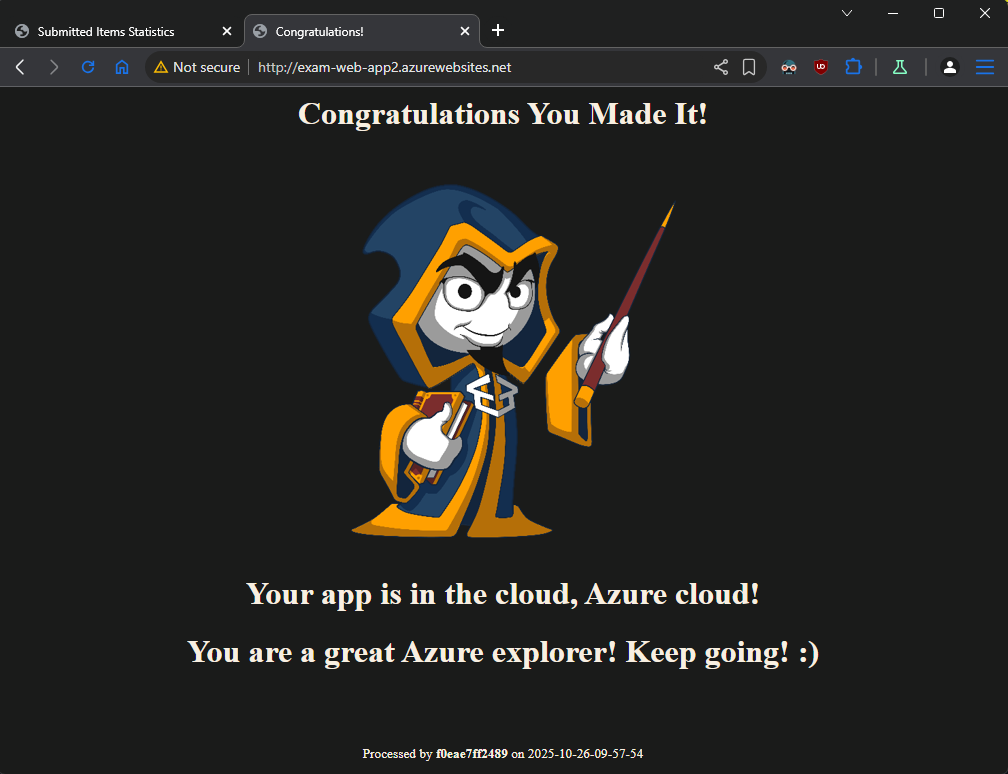 Submitted Items Statistics
Congratulations!
Not secure
http://exam-web-app2.azurewebsites.net
Congratulations You Made It!
Your app is in the cloud, Azure cloud!
You are a great Azure explorer! Keep going! :)
Processed by f0eae7ff2489 on 2025-10-26-09-57-54